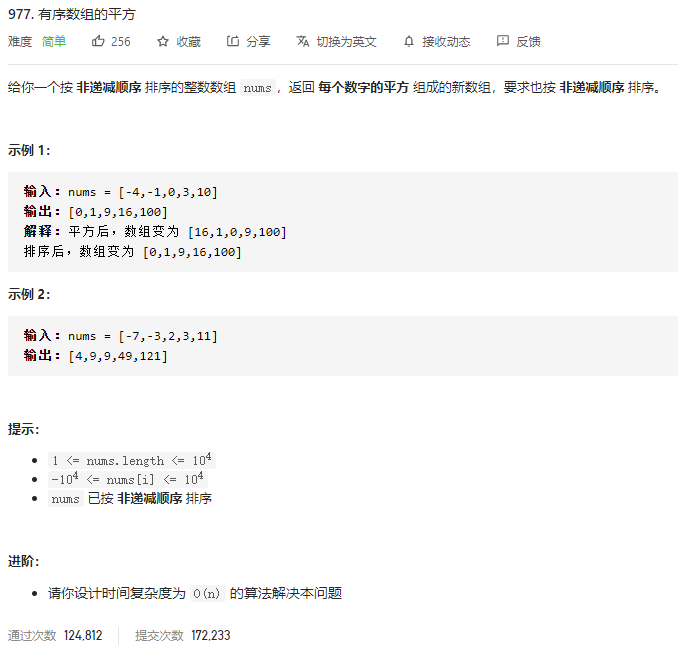 977. 有序数组的平方
难度 简单 256 收藏 分享 切换为英文 接收动态 反馈
给你一个按 非递减顺序 排序的整数数组 nums，返回 每个数字的平方 组成的新数组，要求也按 非递减顺序 排序。
示例 1：
输入：nums = [-4,-1,0,3,10]
输出：[0,1,9,16,100]
解释：平方后，数组变为 [16,1,0,9,100]
排序后，数组变为 [0,1,9,16,100]
示例 2：
输入：nums = [-7,-3,2,3,11]
输出：[4,9,9,49,121]
提示：
1 <= nums.length <= 10⁴
-10⁴ <= nums[i] <= 10⁴
nums 已按 非递减顺序 排序
进阶：
请你设计时间复杂度为 O(n) 的算法解决本问题
通过次数 124,812 提交次数 172,233